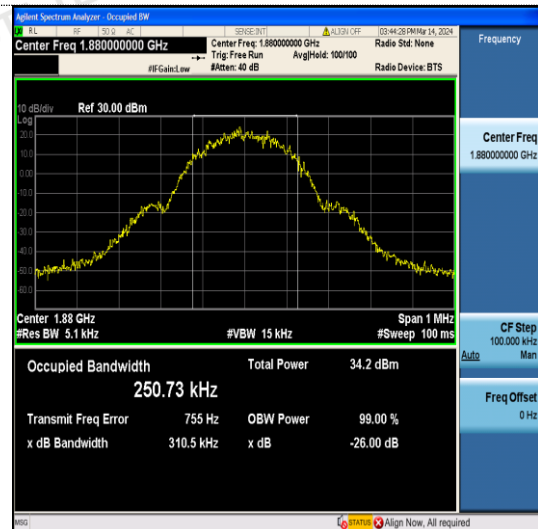 Agilent Spectrum Analyzer - Occupied BW
RL RF 50 Ω AC SENSE:INT ALIGN OFF 03:44:28 PM Mar 14, 2024
Center Freq 1.880000000 GHz
Center Freq: 1.880000000 GHz
Radio Std: None
Trig: Free Run Avg|Hold: 100/100
#IFGain:Low #Atten: 40 dB Radio Device: BTS
Frequency
10 dB/div Ref 30.00 dBm
Log
20.0
10.0
0.00
-10.0
-20.0
-30.0
-40.0
-50.0
-60.0
Center 1.88 GHz Span 1 MHz
#Res BW 5.1 kHz #VBW 15 kHz #Sweep 100 ms
Occupied Bandwidth Total Power 34.2 dBm
250.73 kHz
Transmit Freq Error 755 Hz OBW Power 99.00 %
x dB Bandwidth 310.5 kHz x dB -26.00 dB
Center Freq
1.880000000 GHz
CF Step
100.000 kHz
Auto Man
Freq Offset
0 Hz
MSG STATUS Align Now, All required